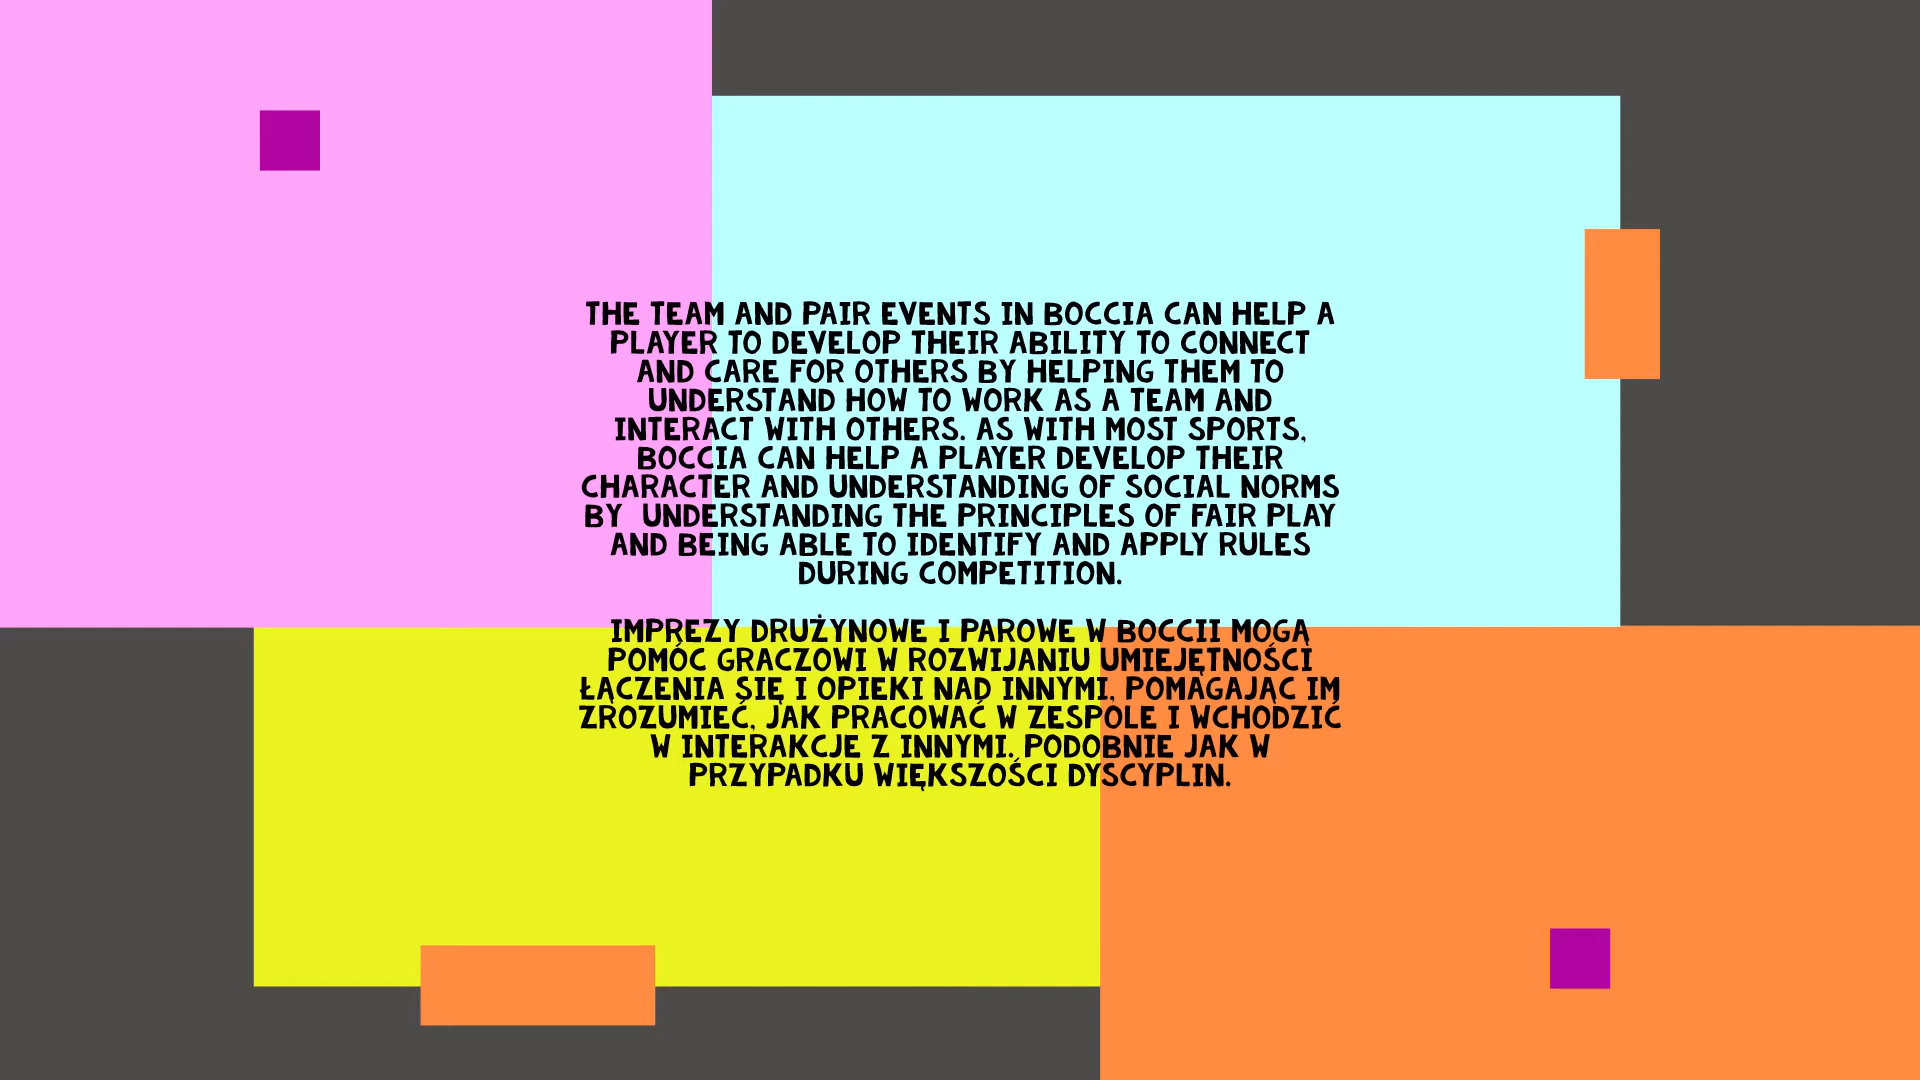 THE TEAM AND PAIR EVENTS IN BOCCIA CAN HELP A
PLAYER TO DEVELOP THEIR ABILITY TO CONNECT
AND CARE FOR OTHERS BY HELPING THEM TO
UNDERSTAND HOW TO WORK AS A TEAM AND
INTERACT WITH OTHERS. AS WITH MOST SPORTS,
BOCCIA CAN HELP A PLAYER DEVELOP THEIR
CHARACTER AND UNDERSTANDING OF SOCIAL NORMS
BY  UNDERSTANDING THE PRINCIPLES OF FAIR PLAY
AND BEING ABLE TO IDENTIFY AND APPLY RULES
DURING COMPETITION.
IMPREZY DRUŻYNOWE I PAROWE W BOCCII MOGĄ
POMÓC GRACZOWI W ROZWIJANIU UMIEJĘTNOŚCI
ŁĄCZENIA SIĘ I OPIEKI NAD INNYMI, POMAGAJĄC IM
ZROZUMIEĆ, JAK PRACOWAĆ W ZESPOLE I WCHODZIĆ
W INTERAKCJE Z INNYMI. PODOBNIE JAK W
PRZYPADKU WIĘKSZOŚCI DYSCYPLIN.